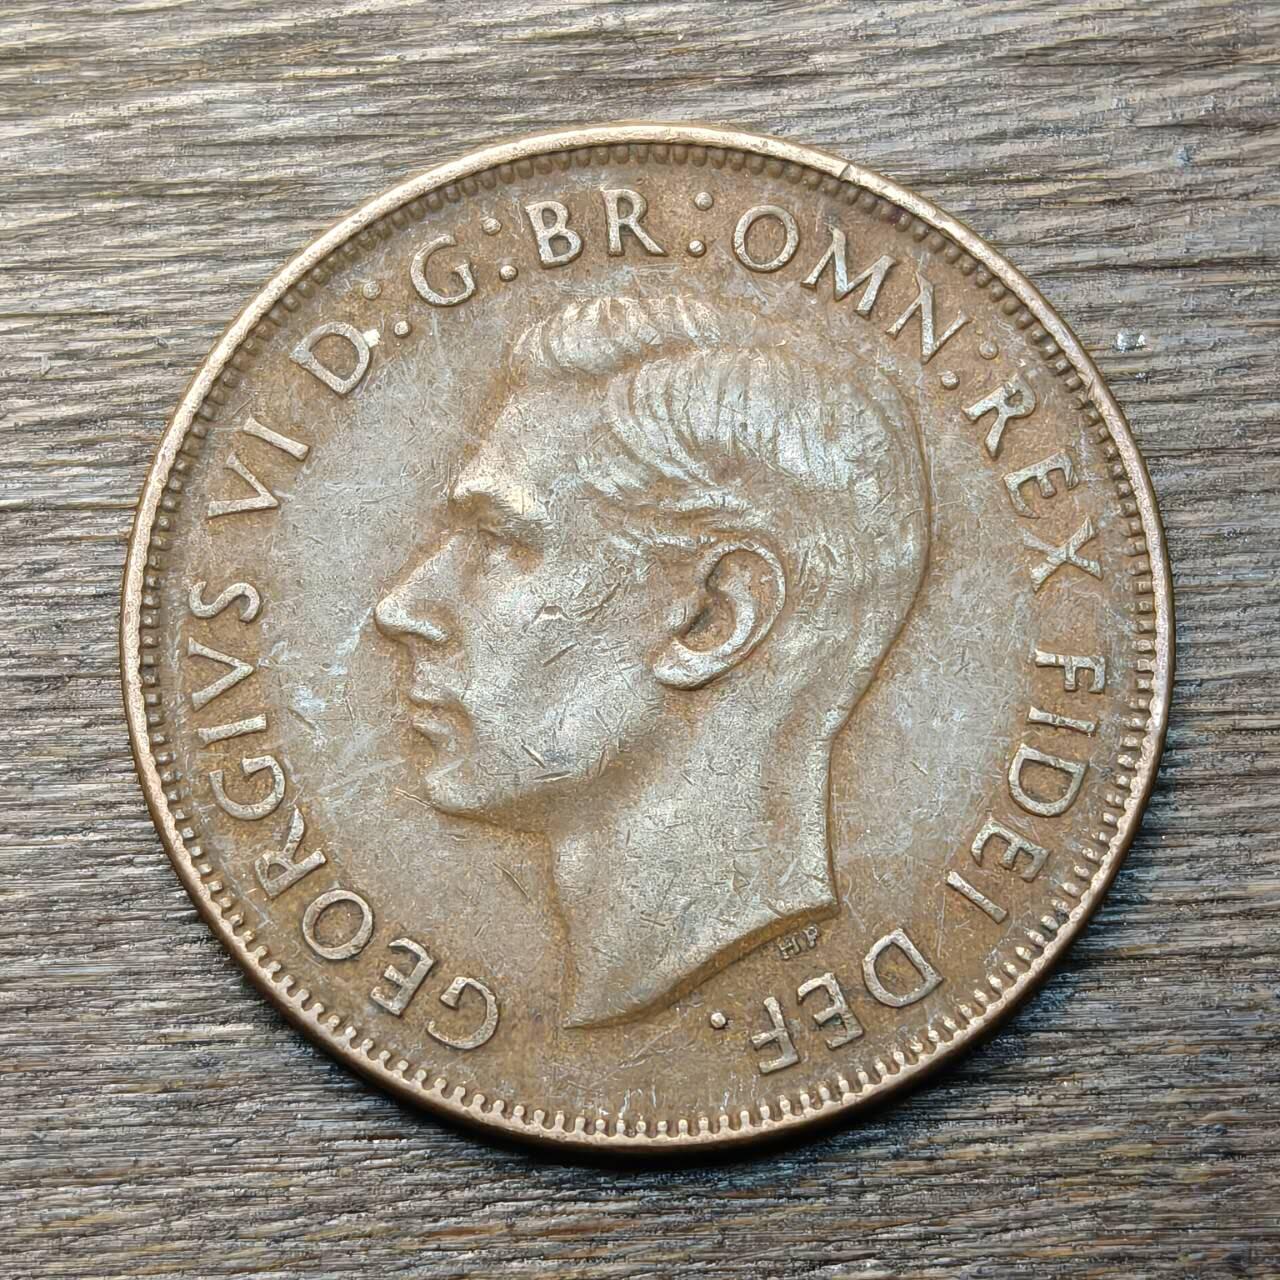 GEORGIVS VI D: G: BR: OMN: REX FIDEI DEF.
HP